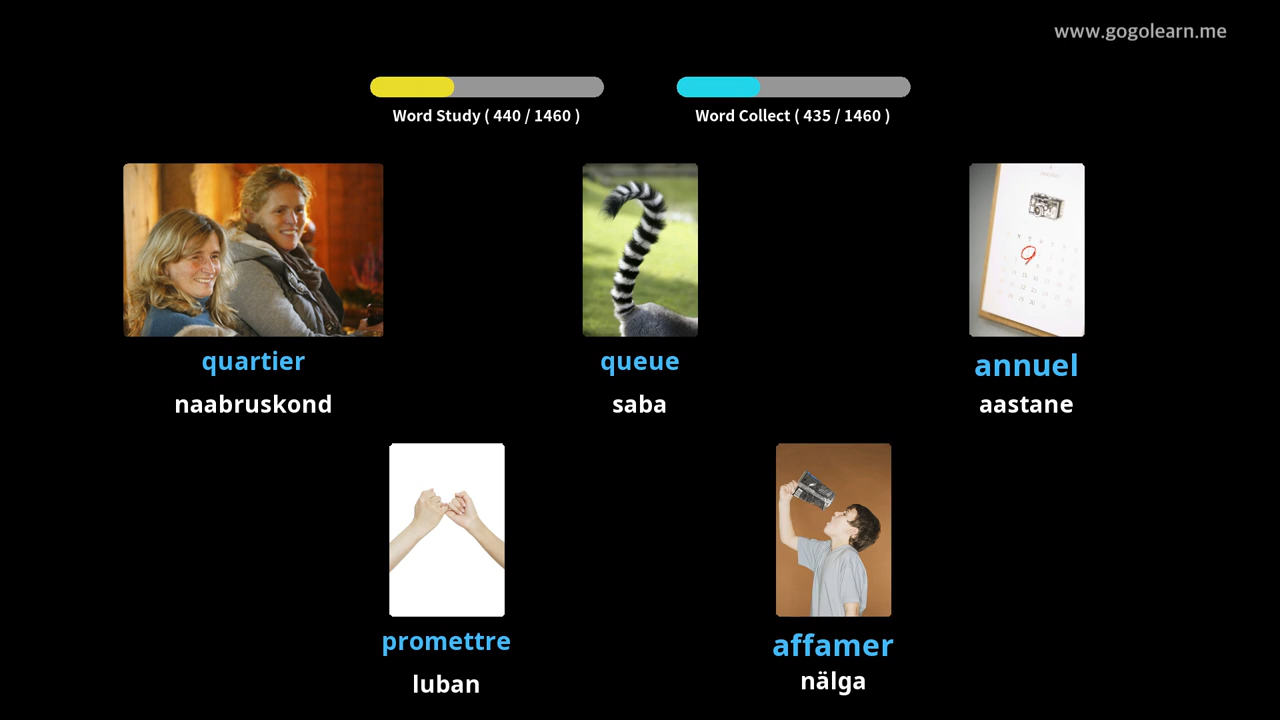 www.gogolearn.me
Word Study ( 440 / 1460 )
Word Collect ( 435 / 1460 )
quartier
naabruskond
queue
saba
annuel
aastane
promettre
luban
affamer
nälga